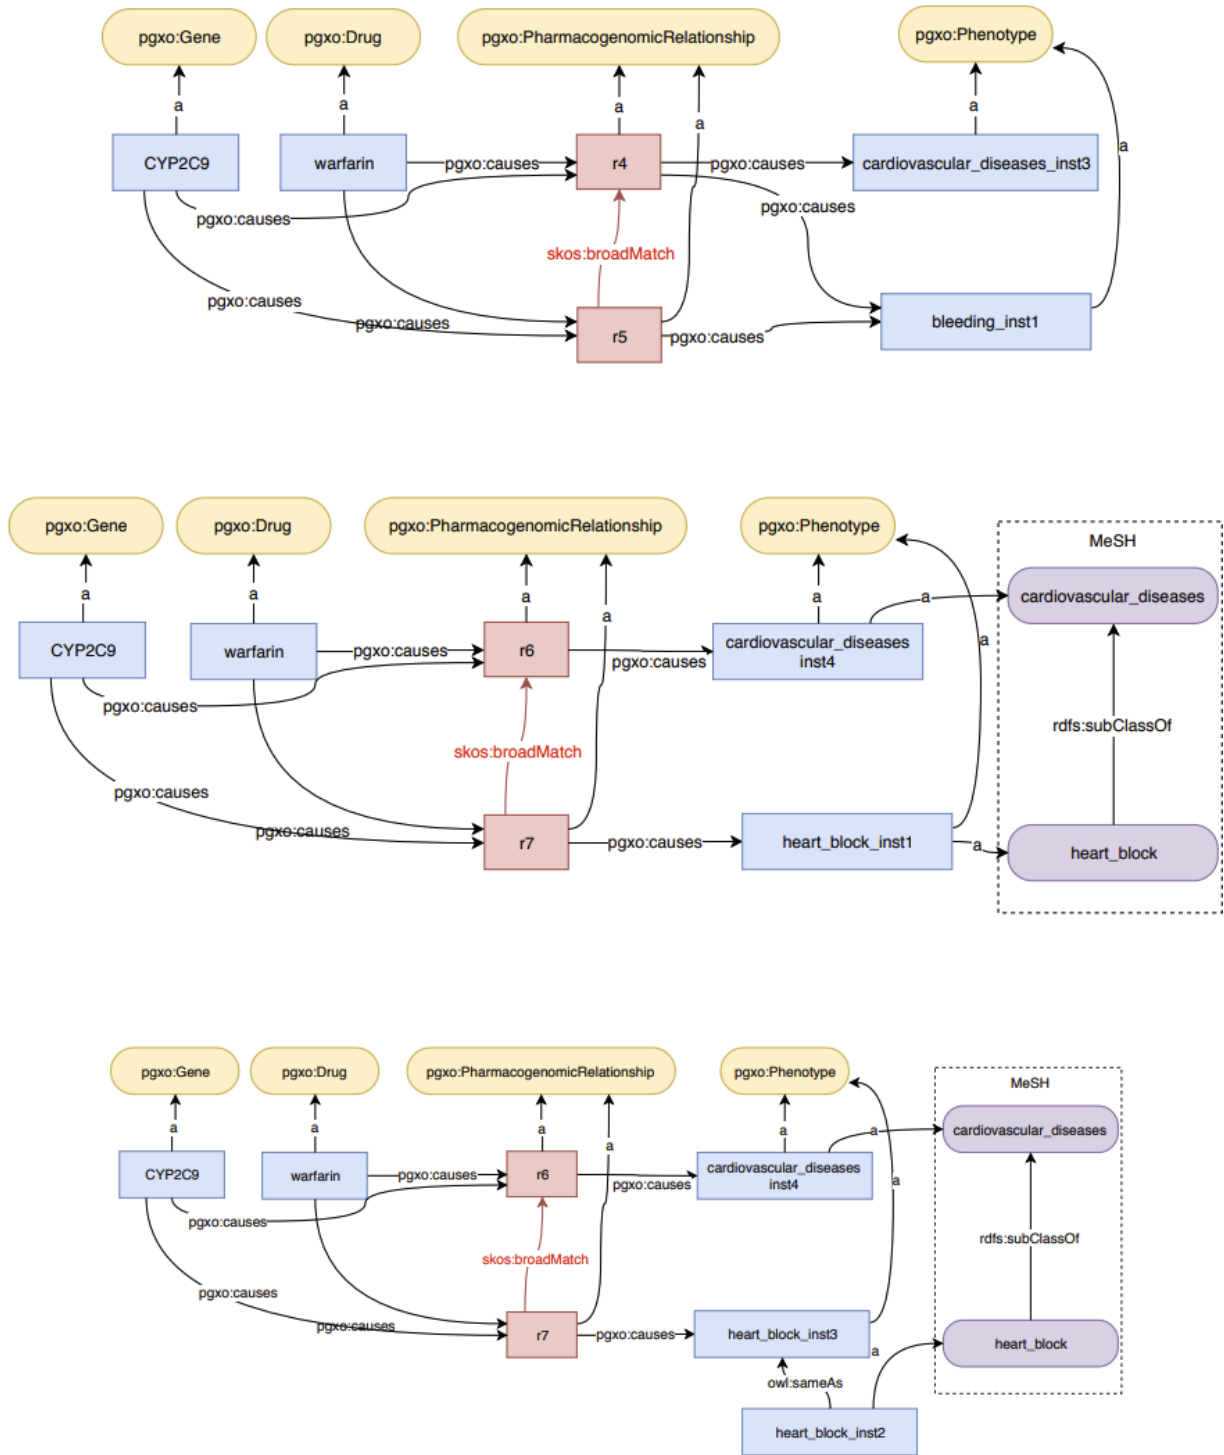 pgxo:Gene
pgxo:Drug
pgxo:PharmacogenomicRelationship
pgxo:Phenotype
a
a
a
a
a
a
CYP2C9
warfarin
pgxo:causes
r4
pgxo:causes
cardiovascular_diseases_inst3
pgxo:causes
pgxo:causes
skos:broadMatch
pgxo:causes
pgxo:causes
r5
pgxo:causes
bleeding_inst1
pgxo:Gene
pgxo:Drug
pgxo:PharmacogenomicRelationship
pgxo:Phenotype
MeSH
a
a
a
a
a
a
a
cardiovascular_diseases
CYP2C9
warfarin
pgxo:causes
r6
pgxo:causes
cardiovascular_diseases
inst4
pgxo:causes
skos:broadMatch
rdfs:subClassOf
pgxo:causes
pgxo:causes
r7
pgxo:causes
heart_block_inst1
a
heart_block
pgxo:Gene
pgxo:Drug
pgxo:PharmacogenomicRelationship
pgxo:Phenotype
MeSH
a
a
a
a
a
a
cardiovascular_diseases
CYP2C9
warfarin
pgxo:causes
r6
pgxo:causes
cardiovascular_diseases
inst4
a
pgxo:causes
skos:broadMatch
rdfs:subClassOf
pgxo:causes
pgxo:causes
r7
pgxo:causes
heart_block_inst3
a
heart_block
owl:sameAs
heart_block_inst2